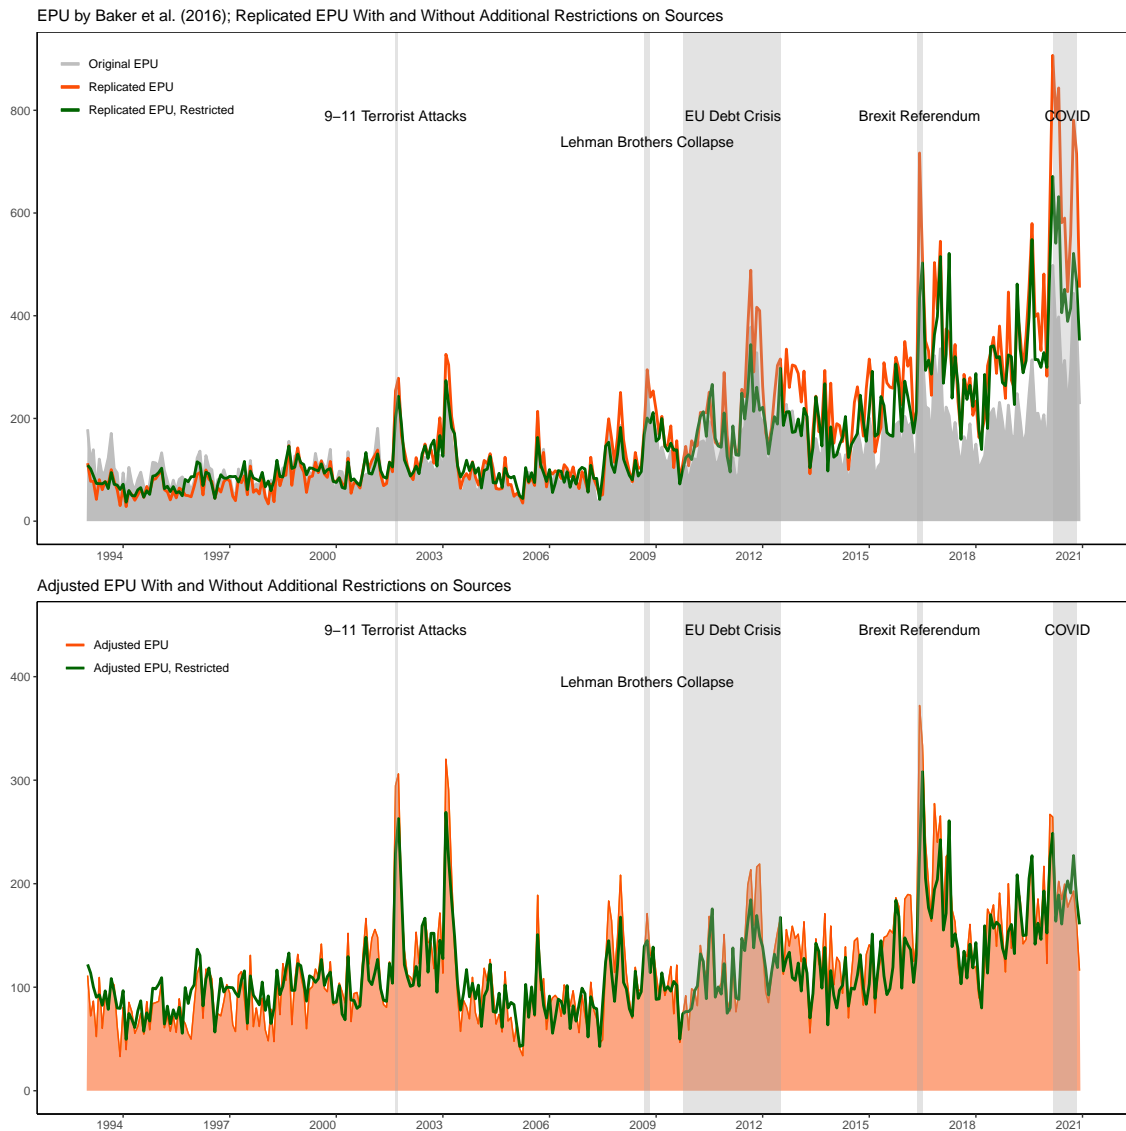 EPU by Baker et al. (2016); Replicated EPU With and Without Additional Restrictions on Sources
Original EPU
Replicated EPU
Replicated EPU, Restricted
9−11 Terrorist Attacks
EU Debt Crisis
Brexit Referendum
COVID
Lehman Brothers Collapse
800
600
400
200
0
1994 1997 2000 2003 2006 2009 2012 2015 2018 2021
Adjusted EPU With and Without Additional Restrictions on Sources
9−11 Terrorist Attacks
EU Debt Crisis
Brexit Referendum
COVID
Adjusted EPU
Adjusted EPU, Restricted
Lehman Brothers Collapse
400
300
200
100
0
1994 1997 2000 2003 2006 2009 2012 2015 2018 2021